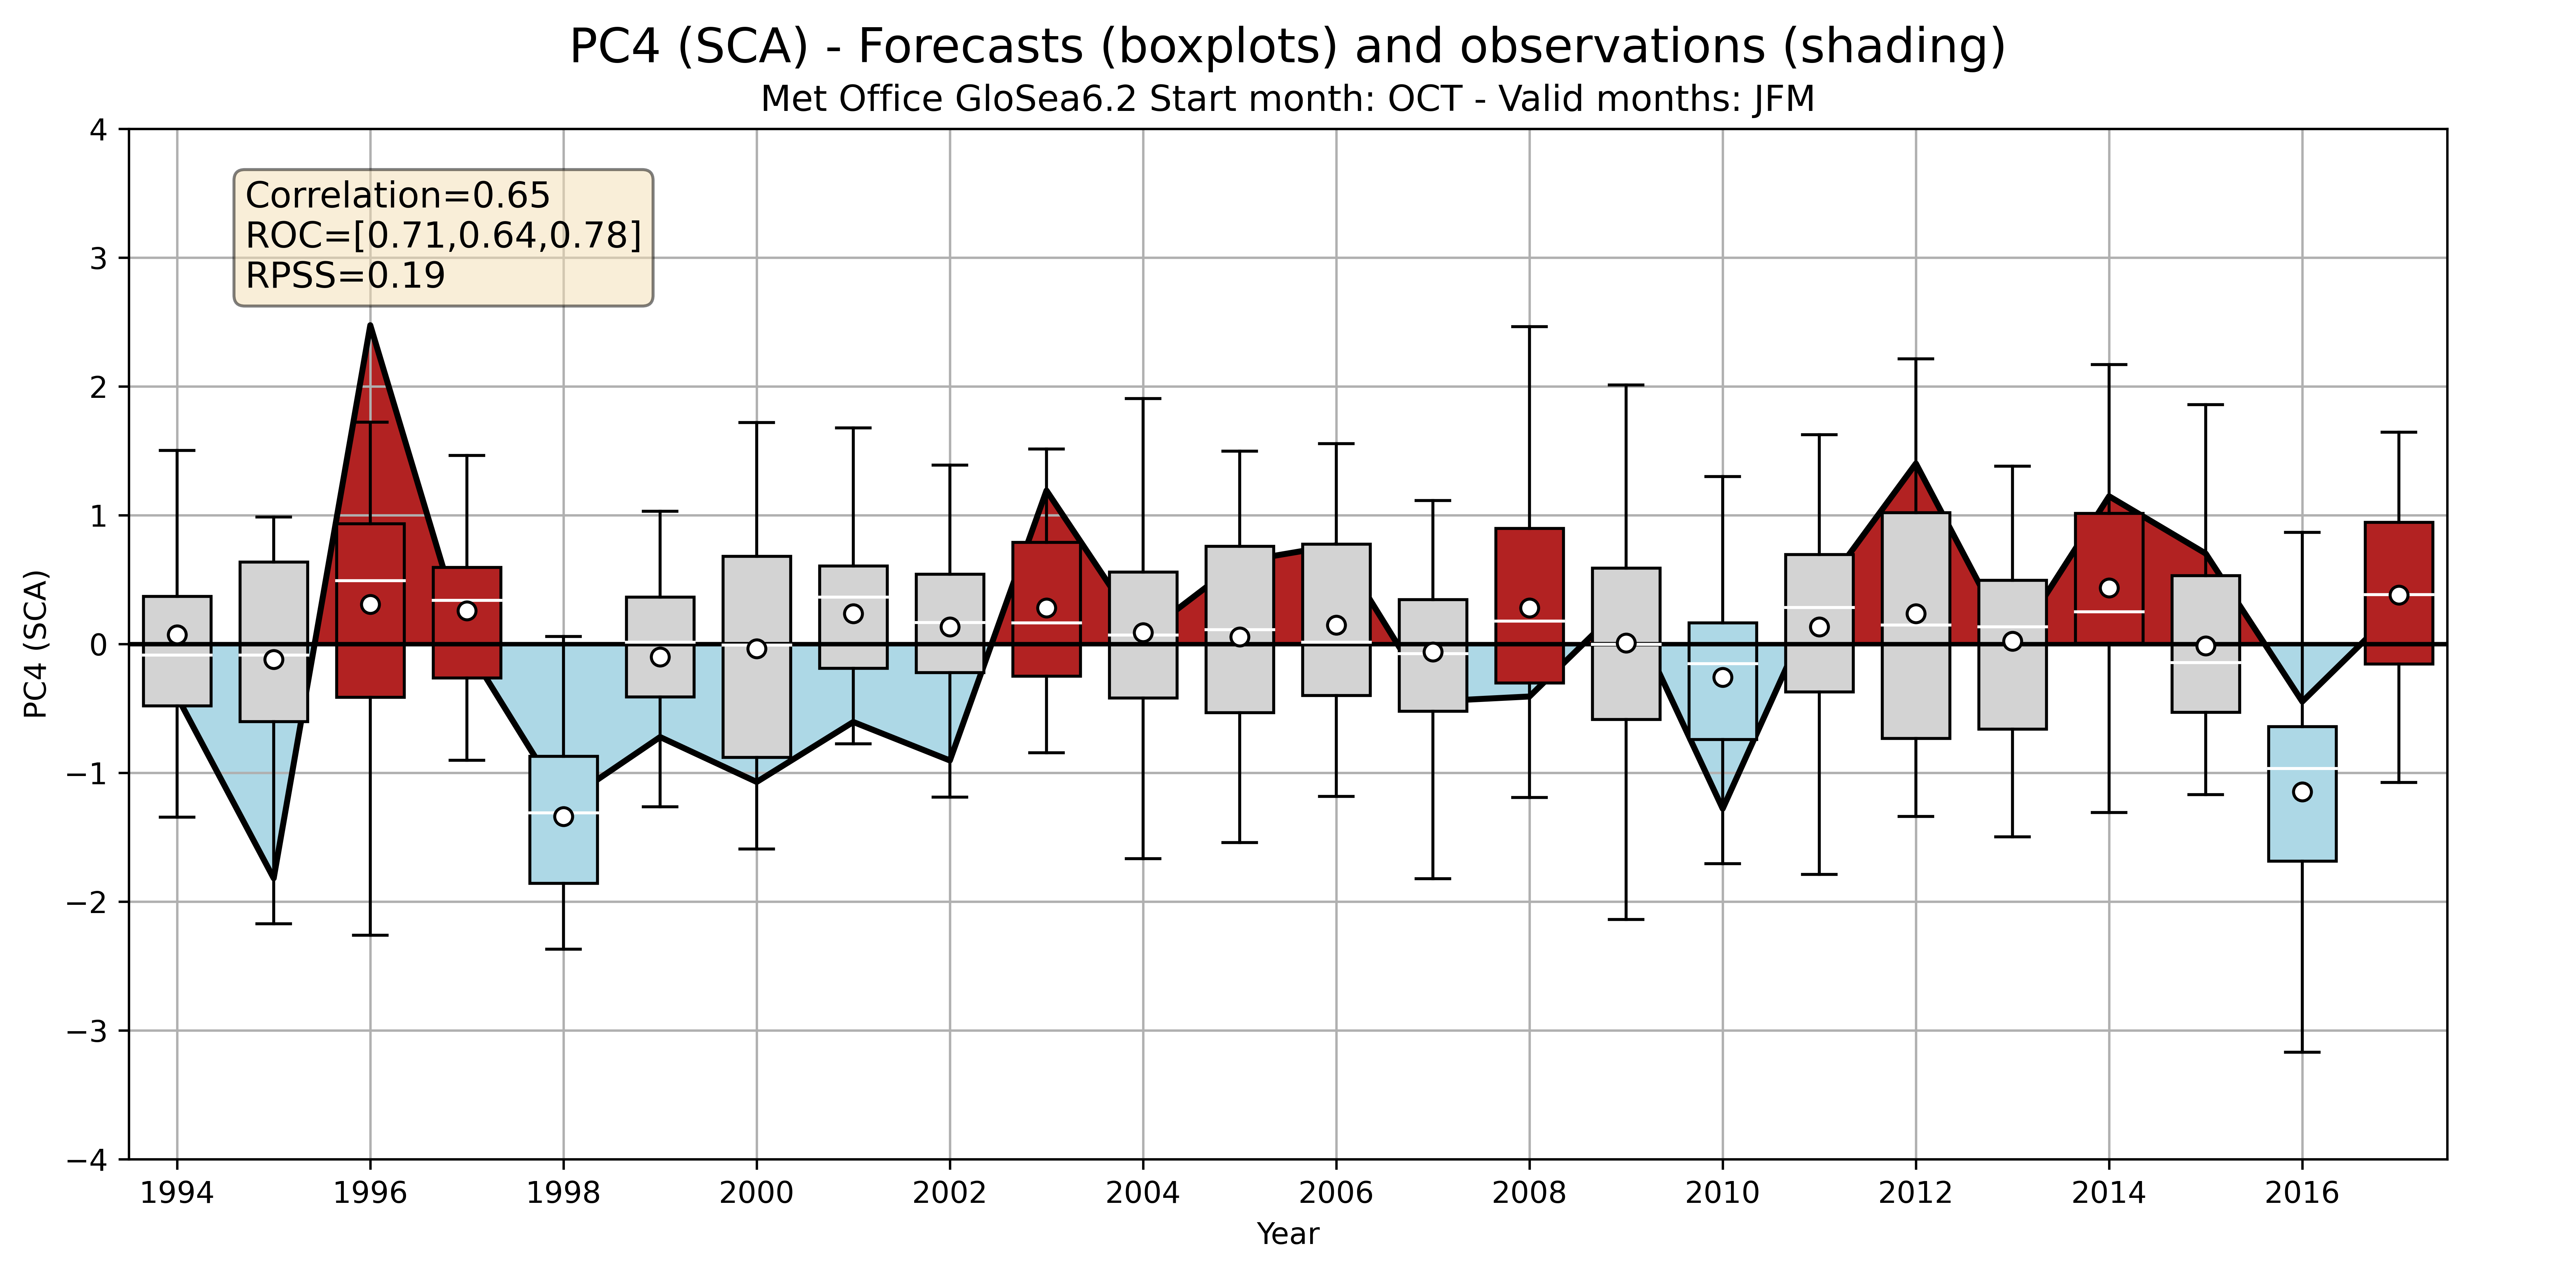 PC4 (SCA) - Forecasts (boxplots) and observations (shading)
Met Office GloSea6.2 Start month: OCT - Valid months: JFM
Correlation=0.65
ROC=[0.71,0.64,0.78]
RPSS=0.19
PC4 (SCA)
4
3
2
1
0
−1
−2
−3
−4
1994 1996 1998 2000 2002 2004 2006 2008 2010 2012 2014 2016
Year